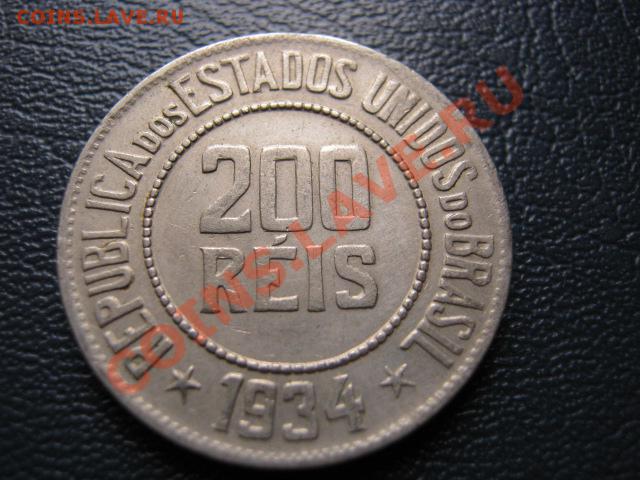 COINS.LAVE.RU
REPUBLICA DOS ESTADOS UNIDOS DO BRASIL
200
RÉIS
1934
COINS.LAVE.RU